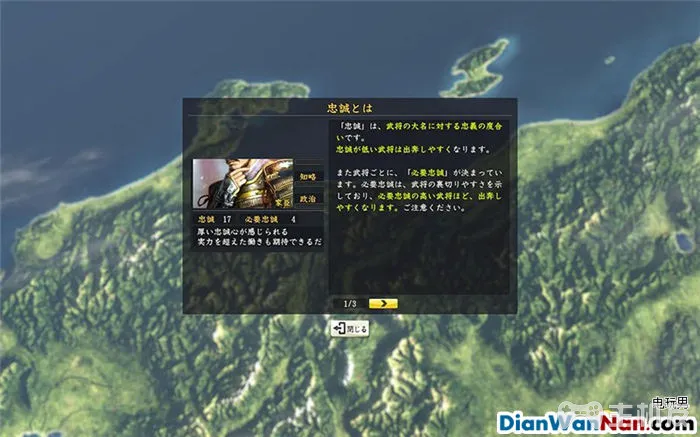 忠誠とは
「忠誠」は、武将の大名に対する忠義の度合
いです。
忠誠が低い武将は出奔しやすくなります。
また武将ごとに、「必要忠誠」が決まってい
ます。必要忠誠は、武将の裏切りやすさを示
しており、必要忠誠の高い武将ほど、出奔し
やすくなります。ご注意ください。
知略
家臣 政治
忠誠 17 必要忠誠 4
厚い忠誠心が感じられる
実力を超えた働きも期待できるだ
1/3
閉じる
电玩男
DianWanNan.com